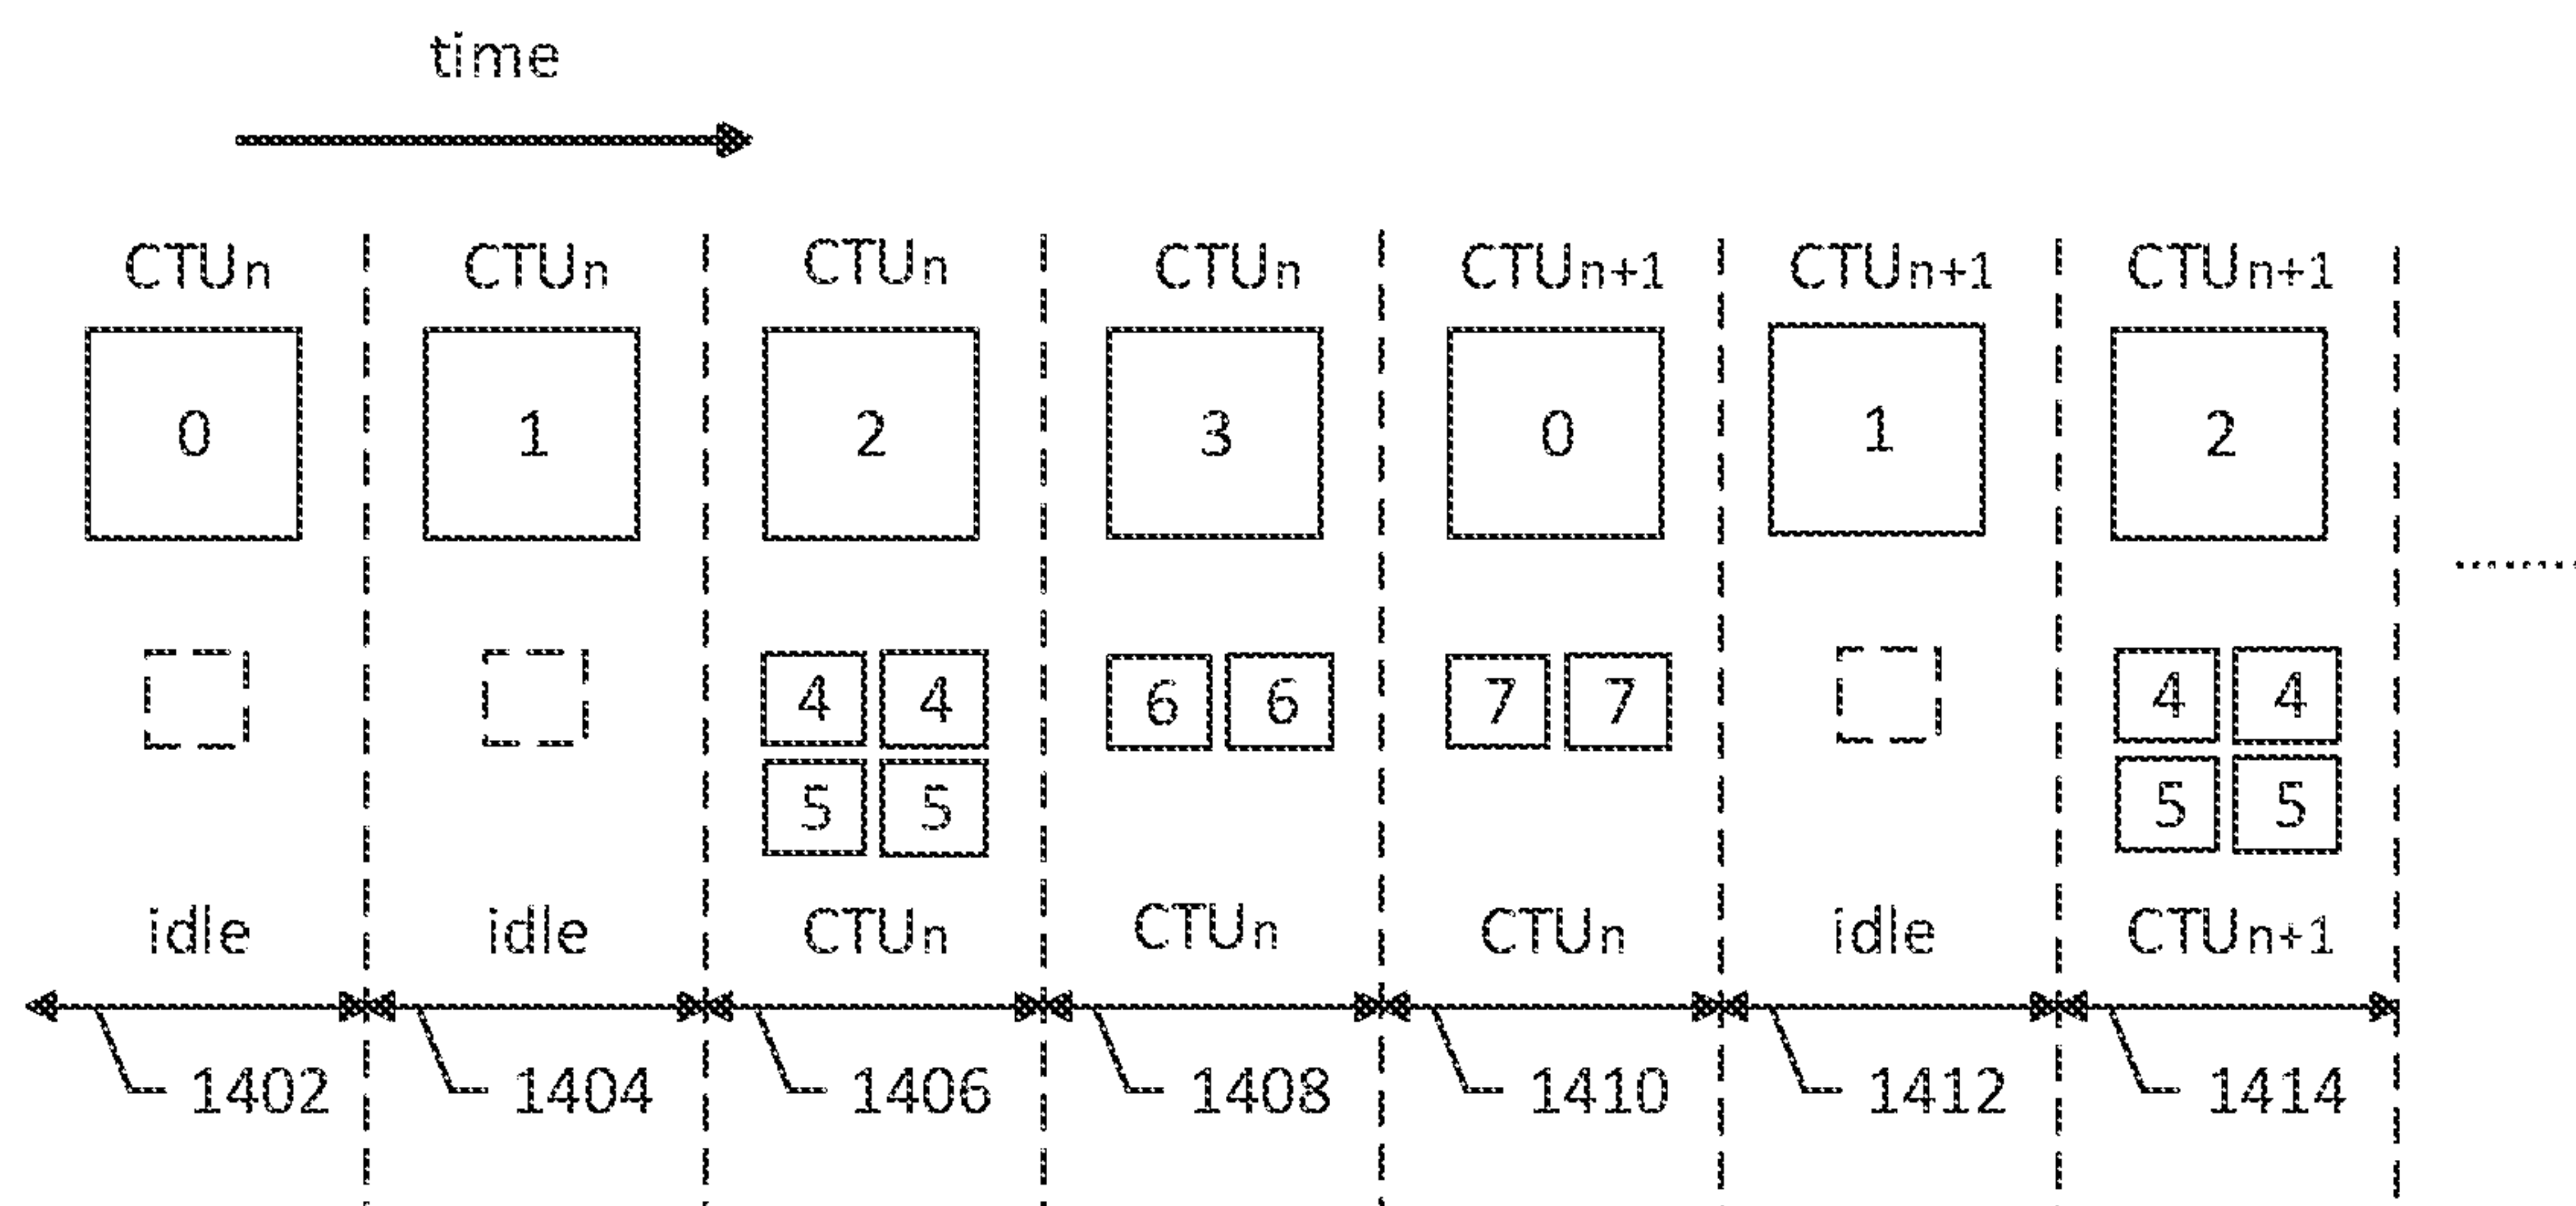 time
CTUn CTUn CTUn CTUn CTUn+1 CTUn+1 CTUn+1
0 1 2 3 0 1 2
4 4 6 6 7 7 4 4
5 5 5 5
idle idle CTUn CTUn CTUn idle CTUn+1
1402 1404 1406 1408 1410 1412 1414